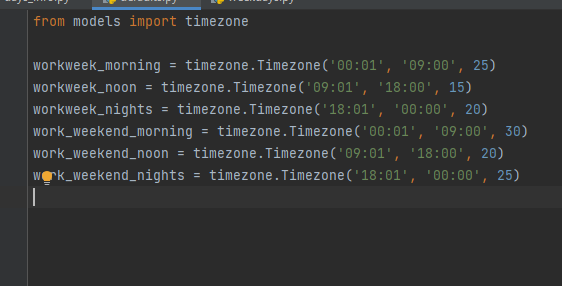 from models import timezone
workweek_morning = timezone.Timezone('00:01', '09:00', 25)
workweek_noon = timezone.Timezone('09:01', '18:00', 15)
workweek_nights = timezone.Timezone('18:01', '00:00', 20)
work_weekend_morning = timezone.Timezone('00:01', '09:00', 30)
work_weekend_noon = timezone.Timezone('09:01', '18:00', 20)
work_weekend_nights = timezone.Timezone('18:01', '00:00', 25)